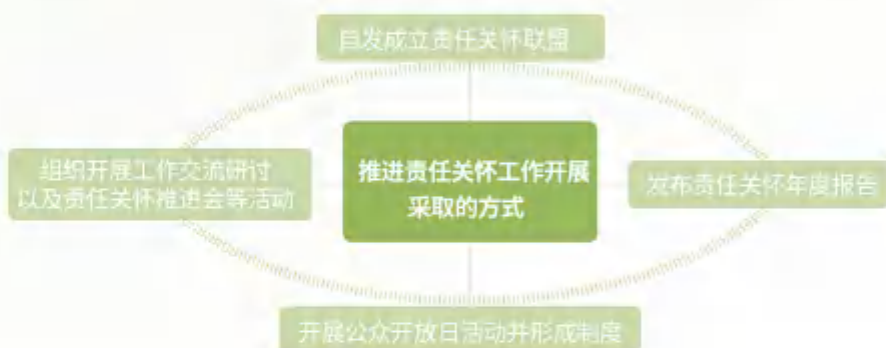 自发成立责任关怀联盟
组织开展工作交流研讨
以及责任关怀推进会等活动
推进责任关怀工作开展
采取的方式
发布责任关怀年度报告
开展公众开放日活动并形成制度